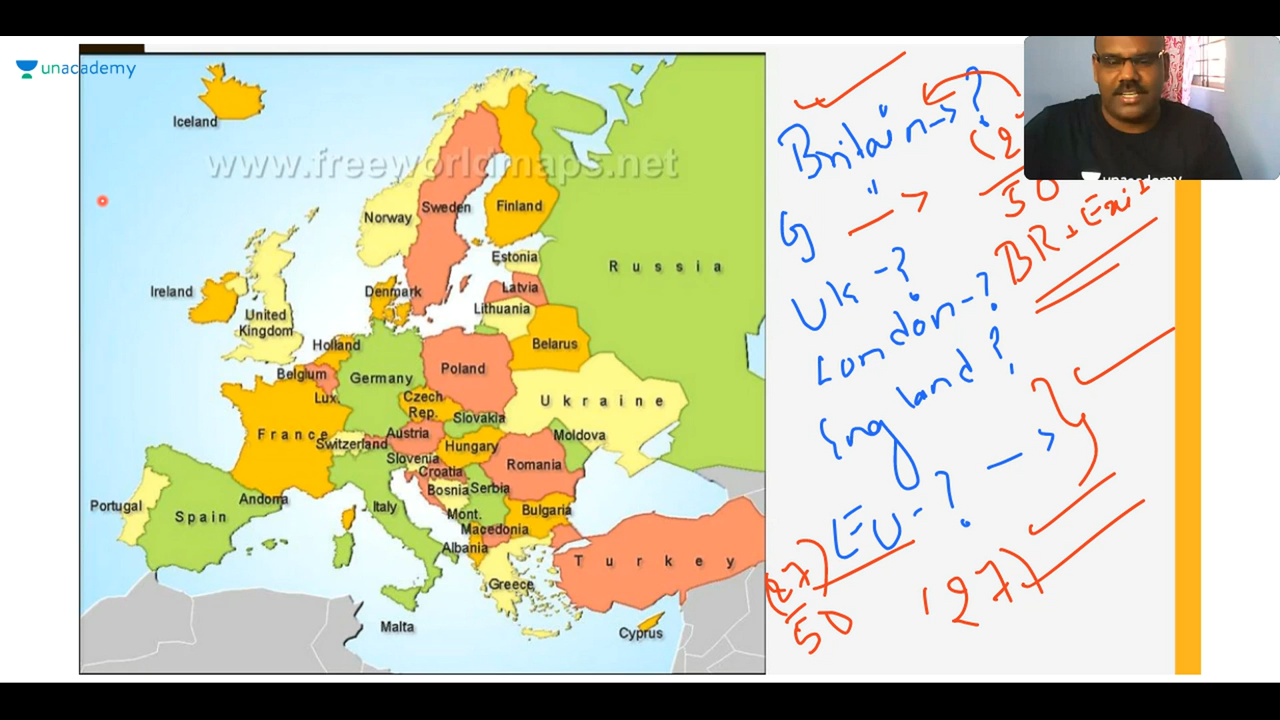 unacademy
unacademy
www.freeworldmaps.net
Iceland
Norway
Sweden
Finland
Russia
Estonia
Latvia
Lithuania
Denmark
Ireland
United
Kingdom
Holland
Belgium
Lux.
Germany
Poland
Belarus
Czech
Rep.
Slovakia
Ukraine
France
Switzerland
Austria
Hungary
Moldova
Slovenia
Croatia
Romania
Bosnia
Serbia
Portugal
Spain
Andorra
Italy
Mont.
Bulgaria
Macedonia
Albania
Turkey
Greece
Malta
Cyprus
Britain->?
G " ->
50
BR+Exit
UK-?
London-?
England?
EU-? ->
(27)
50
27